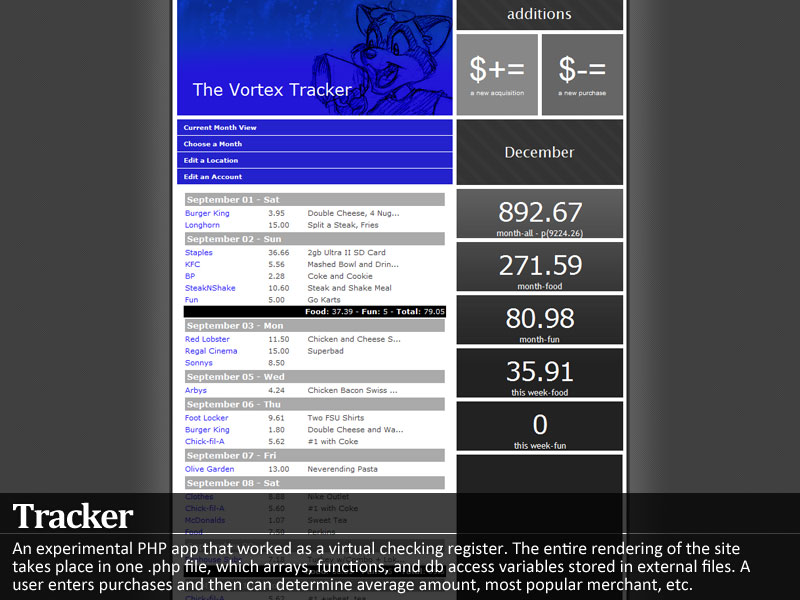 additions
The Vortex Tracker
$+=
a new acquisition
$-=
a new purchase
Current Month View
Choose a Month
Edit a Location
Edit an Account
December
892.67
month-all - p(9224.26)
271.59
month-food
80.98
month-fun
35.91
this week-food
0
this week-fun
September 01 - Sat
Burger King 3.95 Double Cheese, 4 Nug...
Longhorn 15.00 Split a Steak, Fries
September 02 - Sun
Staples 36.66 2gb Ultra II SD Card
KFC 5.56 Mashed Bowl and Drin...
BP 2.28 Coke and Cookie
SteakNShake 10.60 Steak and Shake Meal
Fun 5.00 Go Karts
Food: 37.39 - Fun: 5 - Total: 79.05
September 03 - Mon
Red Lobster 11.50 Chicken and Cheese S...
Regal Cinema 15.00 Superbad
Sonnys 8.50
September 05 - Wed
Arbys 4.24 Chicken Bacon Swiss ...
September 06 - Thu
Foot Locker 9.61 Two FSU Shirts
Burger King 1.80 Double Cheese and Wa...
Chick-fil-A 5.62 #1 with Coke
September 07 - Fri
Olive Garden 13.00 Neverending Pasta
September 08 - Sat
Clothes 8.88 Nike Outlet
Chick-fil-A 5.60 #1 with Coke
McDonalds 1.07 Sweet Tea
Food 7.50 Perkins
Tracker
An experimental PHP app that worked as a virtual checking register. The entire rendering of the site
takes place in one .php file, which arrays, functions, and db access variables stored in external files. A
user enters purchases and then can determine average amount, most popular merchant, etc.